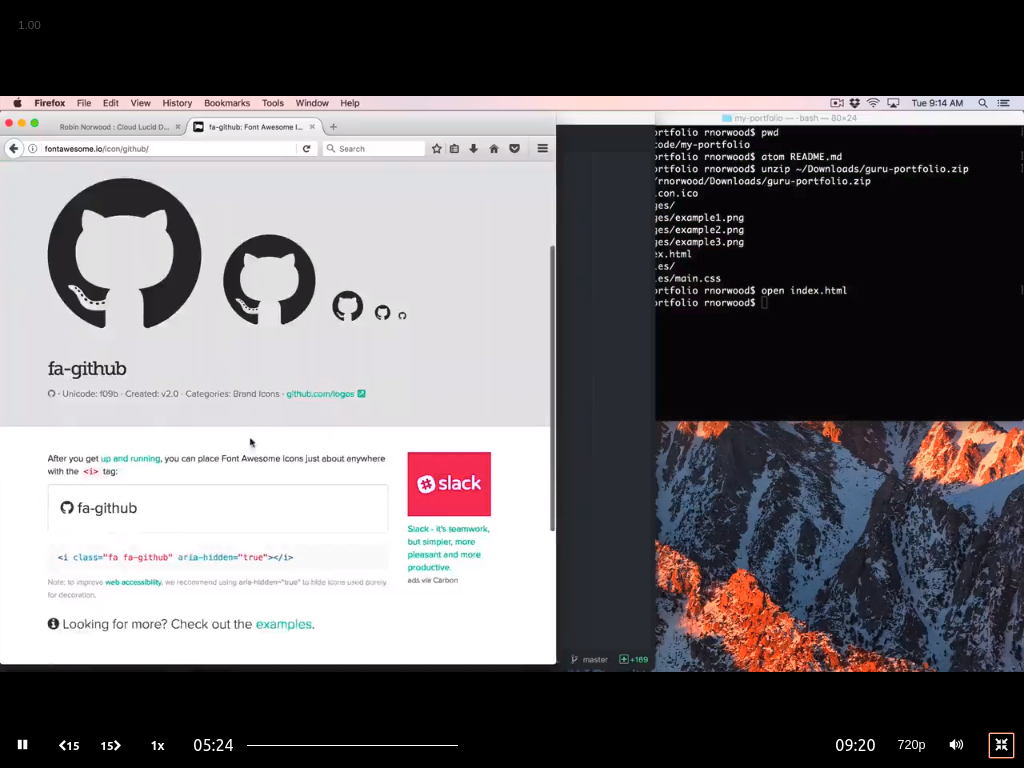 1.00
Firefox File Edit View History Bookmarks Tools Window Help
Tue 9:14 AM
Robin Norwood : Cloud Lucid D...
fa-github: Font Awesome I...
my-portfolio — -bash — 80×24
fontawesome.io/icon/github/
Search
ortfolio rnorwood$ pwd
code/my-portfolio
ortfolio rnorwood$ atom README.md
ortfolio rnorwood$ unzip ~/Downloads/guru-portfolio.zip
/rnorwood/Downloads/guru-portfolio.zip
con.ico
ges/
ges/example1.png
ges/example2.png
ges/example3.png
ex.html
les/
les/main.css
ortfolio rnorwood$ open index.html
ortfolio rnorwood$
fa-github
· Unicode: f09b · Created: v2.0 · Categories: Brand Icons · github.com/logos
After you get up and running, you can place Font Awesome icons just about anywhere
with the <i> tag:
fa-github
<i class="fa fa-github" aria-hidden="true"></i>
Note: to improve web accessibility, we recommend using aria-hidden="true" to hide icons used purely
for decoration.
Looking for more? Check out the examples.
slack
Slack - it's teamwork,
but simpler, more
pleasant and more
productive.
ads via Carbon
master +169
15 15 1x 05:24 09:20 720p